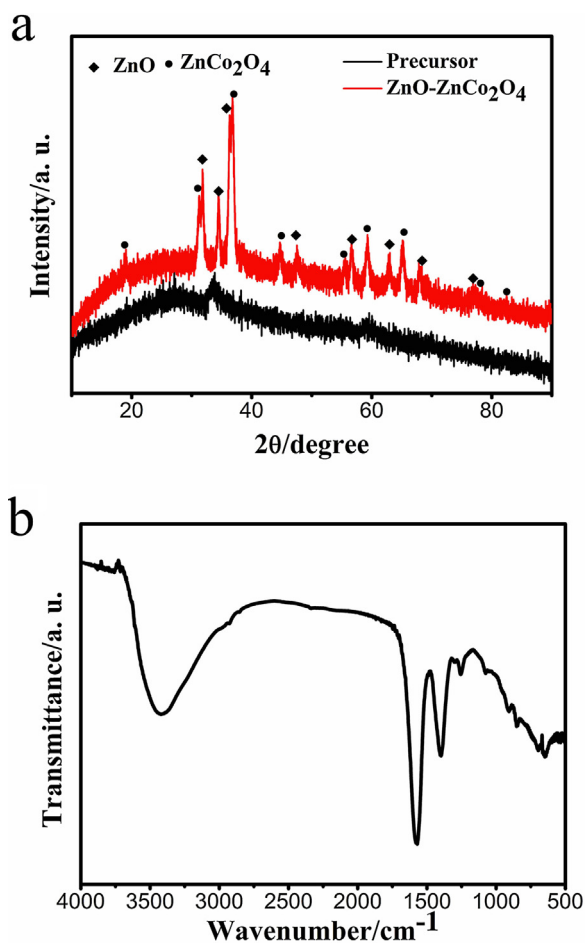 a
◆ ZnO ● ZnCo₂O₄
Precursor
ZnO-ZnCo₂O₄
Intensity/a. u.
20 40 60 80
2θ/degree
b
Transmittance/a. u.
4000 3500 3000 2500 2000 1500 1000 500
Wavenumber/cm⁻¹